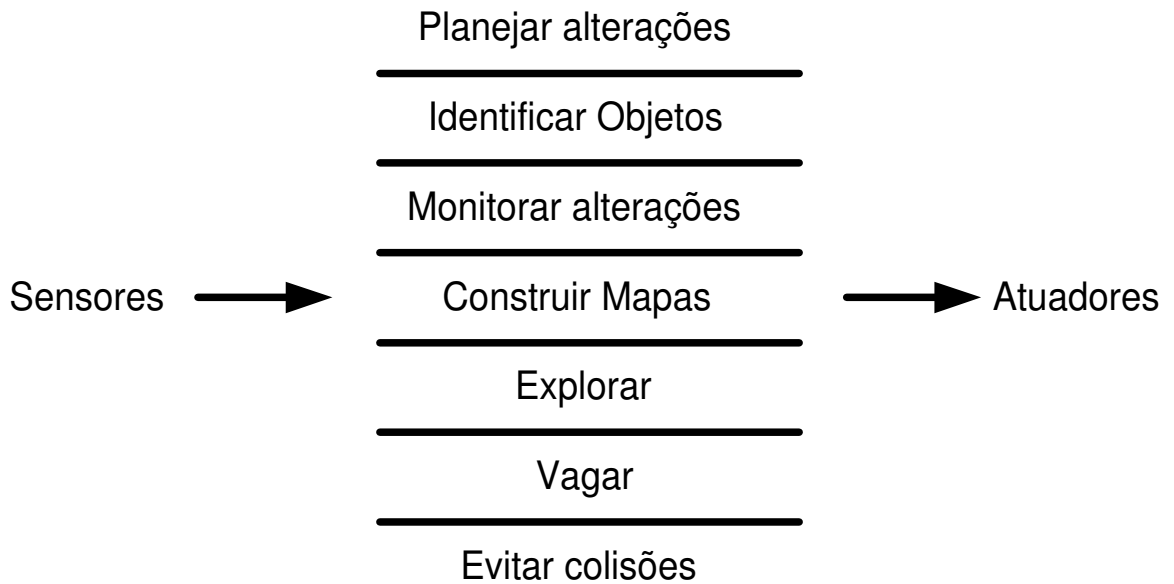 Planejar alterações
Identificar Objetos
Monitorar alterações
Sensores
Construir Mapas
Atuadores
Explorar
Vagar
Evitar colisões